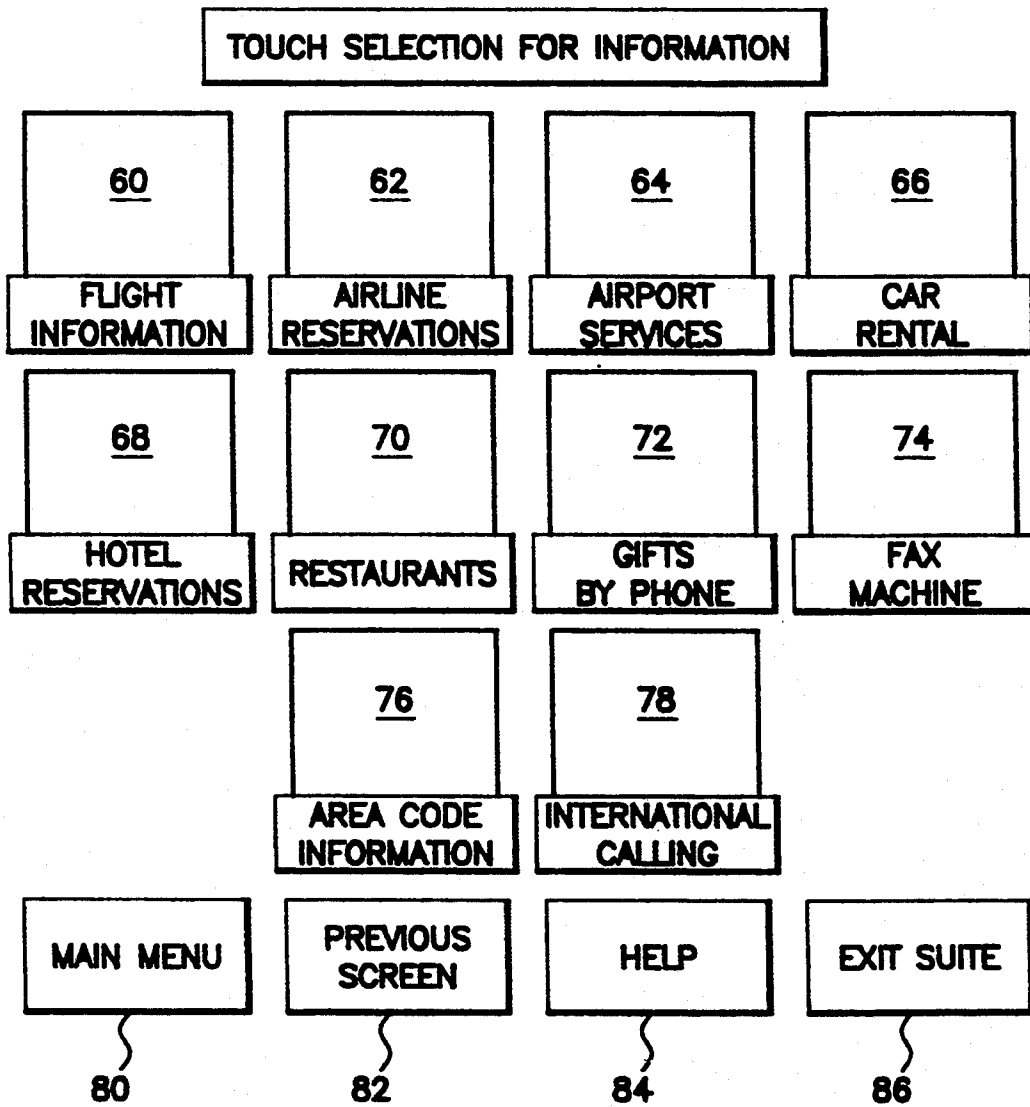 TOUCH SELECTION FOR INFORMATION
60
62
64
66
FLIGHT
INFORMATION
AIRLINE
RESERVATIONS
AIRPORT
SERVICES
CAR
RENTAL
68
70
72
74
HOTEL
RESERVATIONS
RESTAURANTS
GIFTS
BY PHONE
FAX
MACHINE
76
78
AREA CODE
INFORMATION
INTERNATIONAL
CALLING
MAIN MENU
PREVIOUS
SCREEN
HELP
EXIT SUITE
80
82
84
86